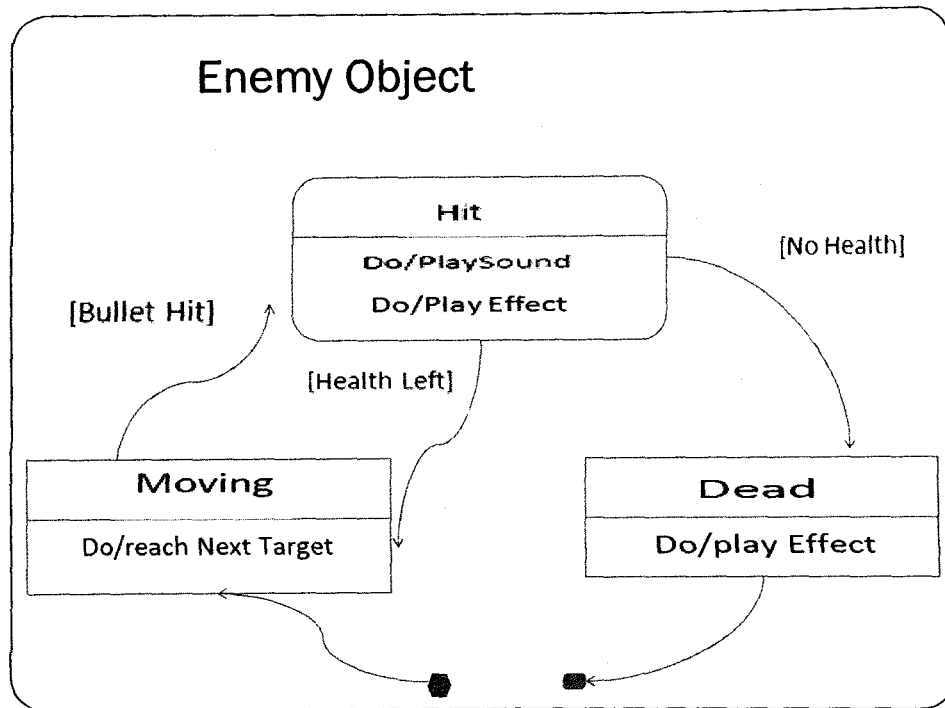 Enemy Object
Hit
Do/PlaySound
Do/Play Effect
[No Health]
[Bullet Hit]
[Health Left]
Moving
Do/reach Next Target
Dead
Do/play Effect